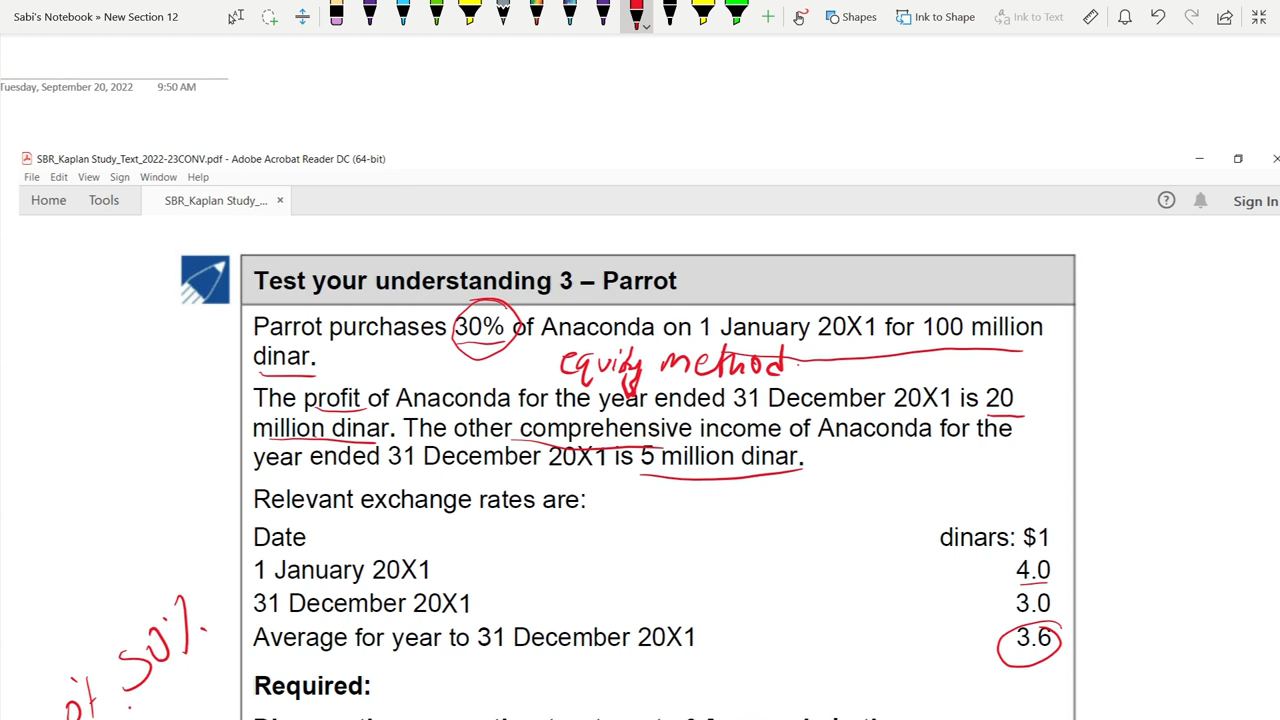 Sabi's Notebook » New Section 12
Shapes
Ink to Shape
Ink to Text
Tuesday, September 20, 2022 9:50 AM
SBR_Kaplan Study_Text_2022-23CONV.pdf - Adobe Acrobat Reader DC (64-bit)
File Edit View Sign Window Help
Home Tools SBR_Kaplan Study_... × Sign In
Test your understanding 3 – Parrot
Parrot purchases 30% of Anaconda on 1 January 20X1 for 100 million
dinar.
equity method
The profit of Anaconda for the year ended 31 December 20X1 is 20
million dinar. The other comprehensive income of Anaconda for the
year ended 31 December 20X1 is 5 million dinar.
Relevant exchange rates are:
Date dinars: $1
1 January 20X1 4.0
31 December 20X1 3.0
Average for year to 31 December 20X1 3.6
50%
Required: